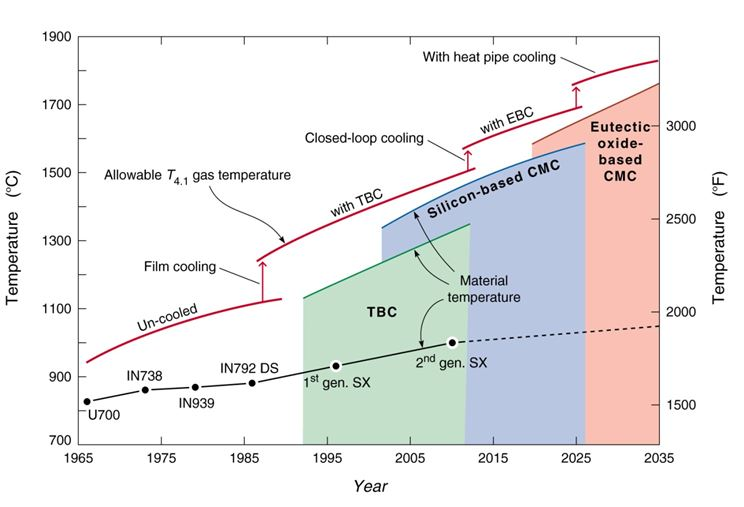 1900
1700
1500
1300
1100
900
700
Temperature (°C)
With heat pipe cooling
with EBC
Closed-loop cooling
Allowable T4.1 gas temperature
with TBC
Film cooling
Un-cooled
Silicon-based CMC
Eutectic
oxide-
based
CMC
Material
temperature
TBC
IN738
IN792 DS
1st gen. SX
2nd gen. SX
U700
IN939
3000
2500
2000
1500
Temperature (°F)
1965
1975
1985
1995
2005
2015
2025
2035
Year